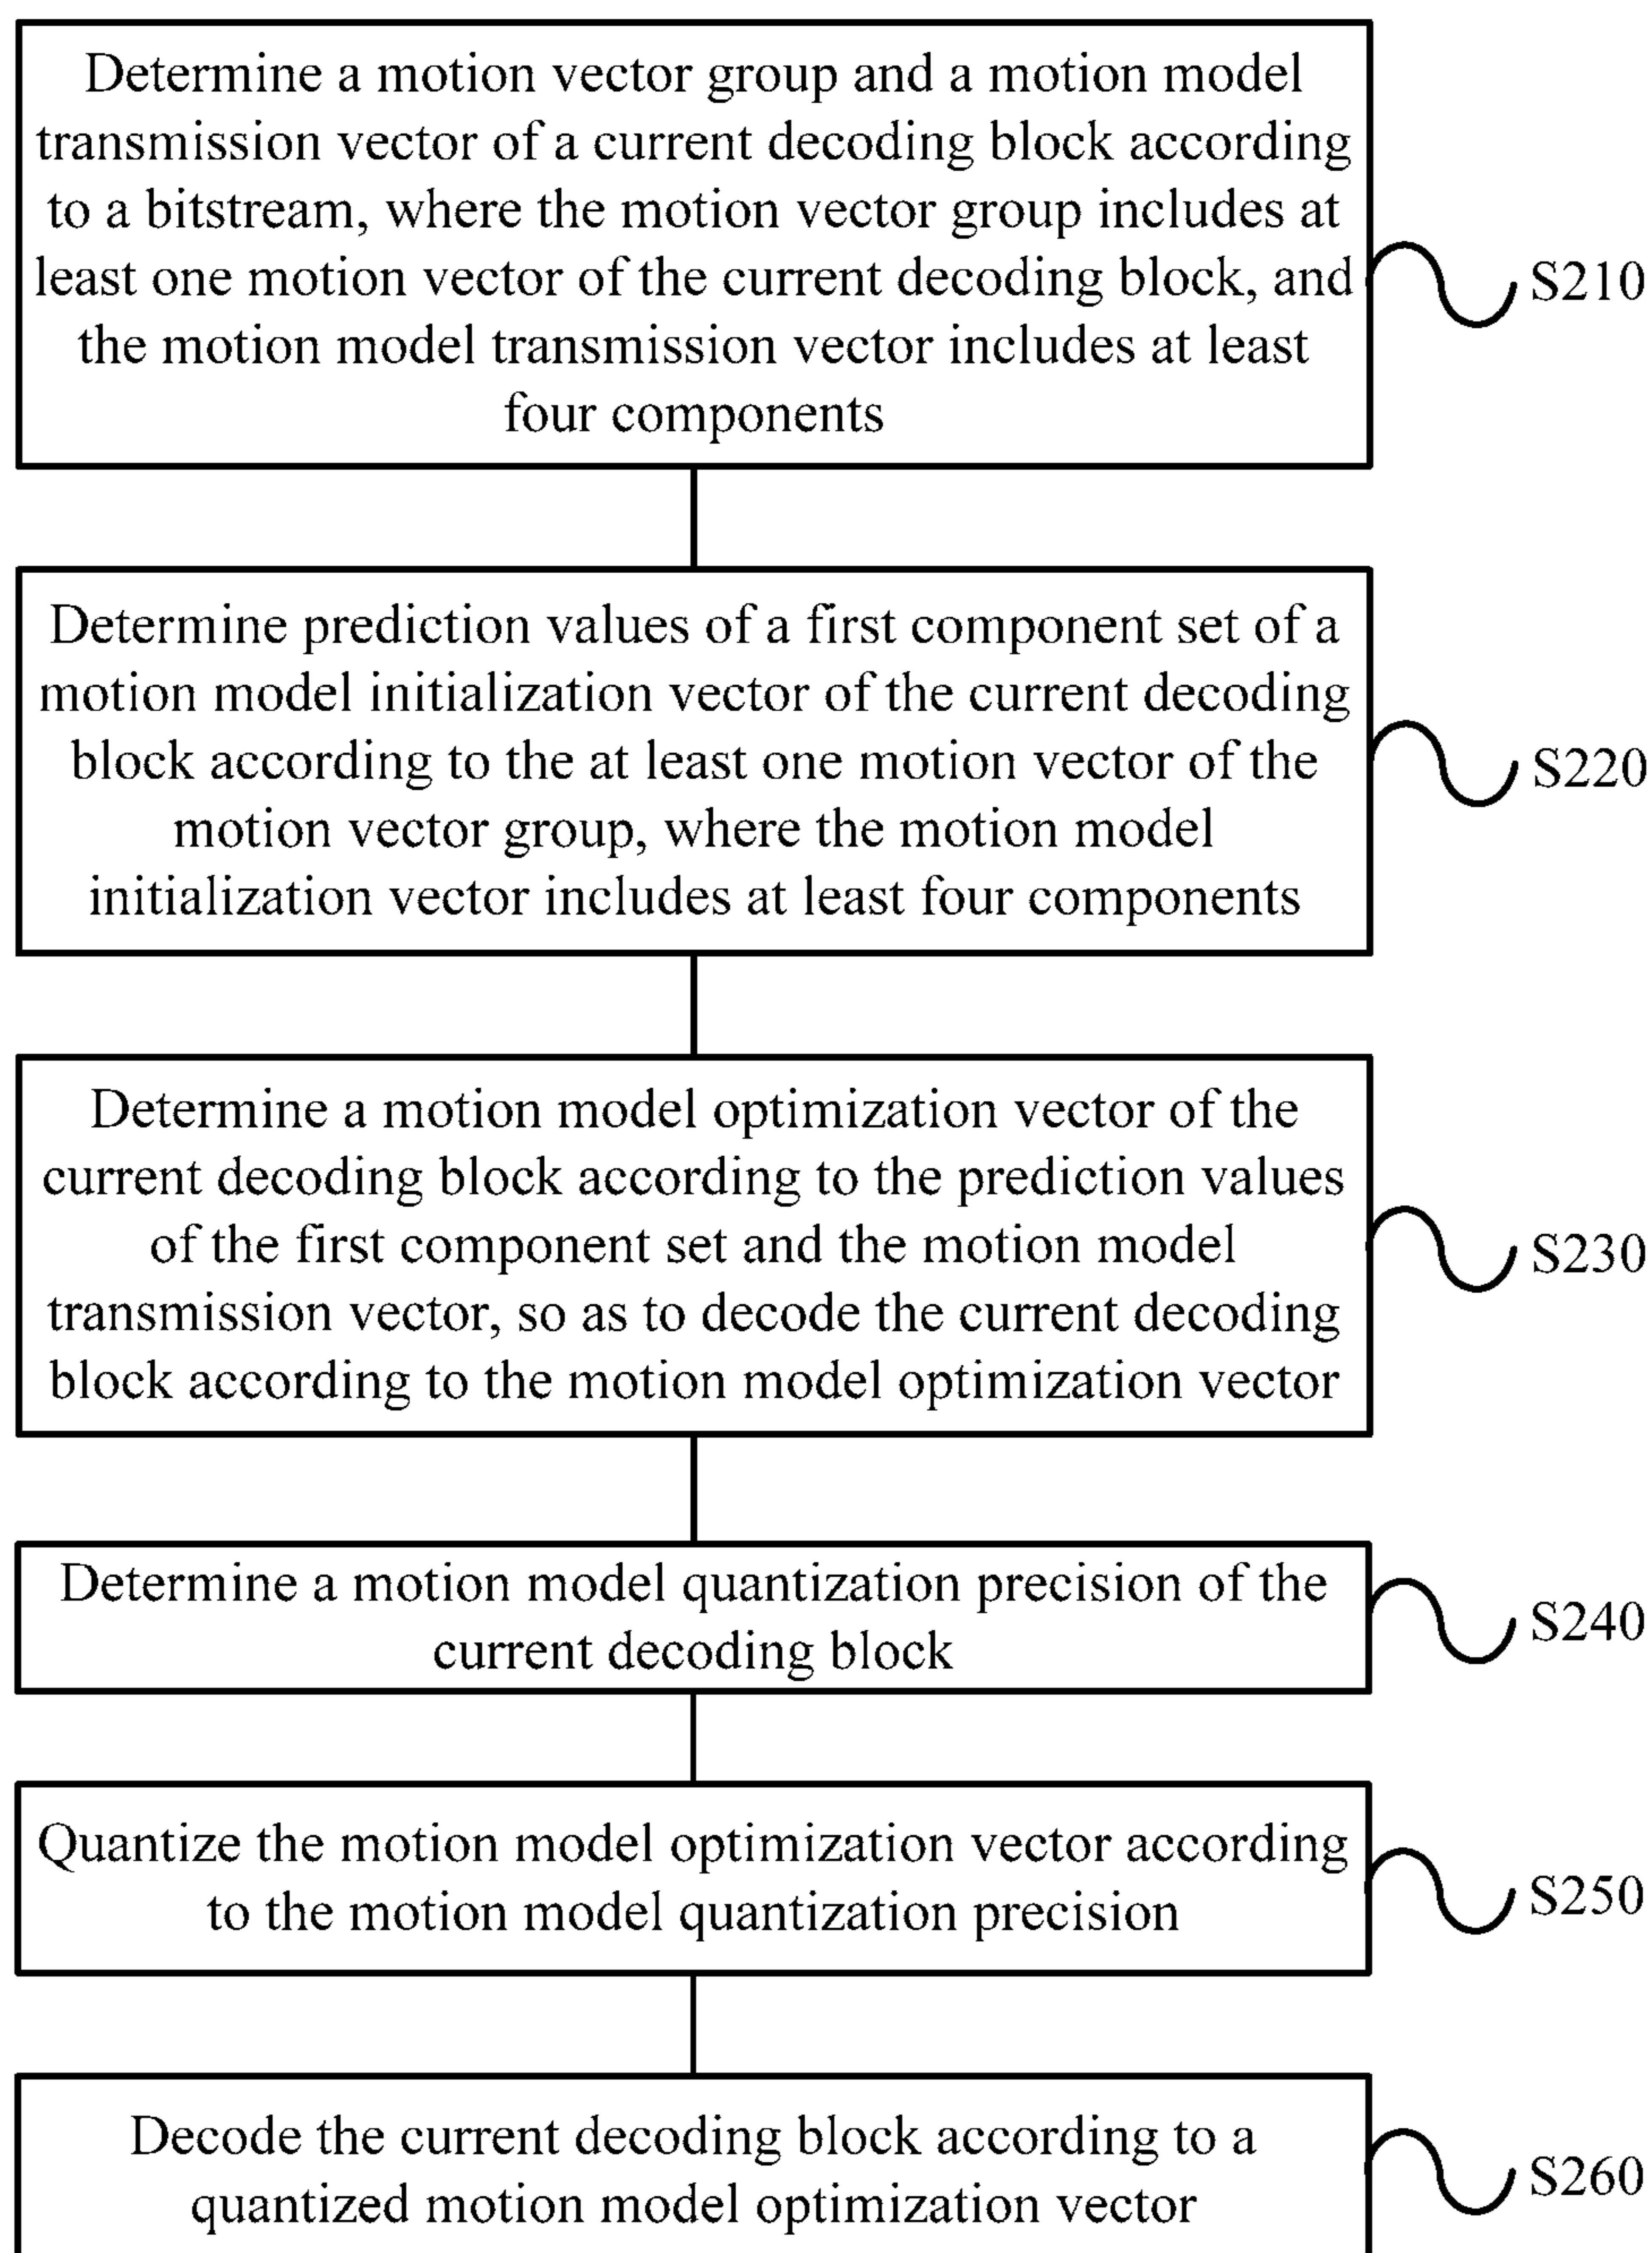 Determine a motion vector group and a motion model
transmission vector of a current decoding block according
to a bitstream, where the motion vector group includes at
least one motion vector of the current decoding block, and
the motion model transmission vector includes at least
four components
S210
Determine prediction values of a first component set of a
motion model initialization vector of the current decoding
block according to the at least one motion vector of the
motion vector group, where the motion model
initialization vector includes at least four components
S220
Determine a motion model optimization vector of the
current decoding block according to the prediction values
of the first component set and the motion model
transmission vector, so as to decode the current decoding
block according to the motion model optimization vector
S230
Determine a motion model quantization precision of the
current decoding block
S240
Quantize the motion model optimization vector according
to the motion model quantization precision
S250
Decode the current decoding block according to a
quantized motion model optimization vector
S260